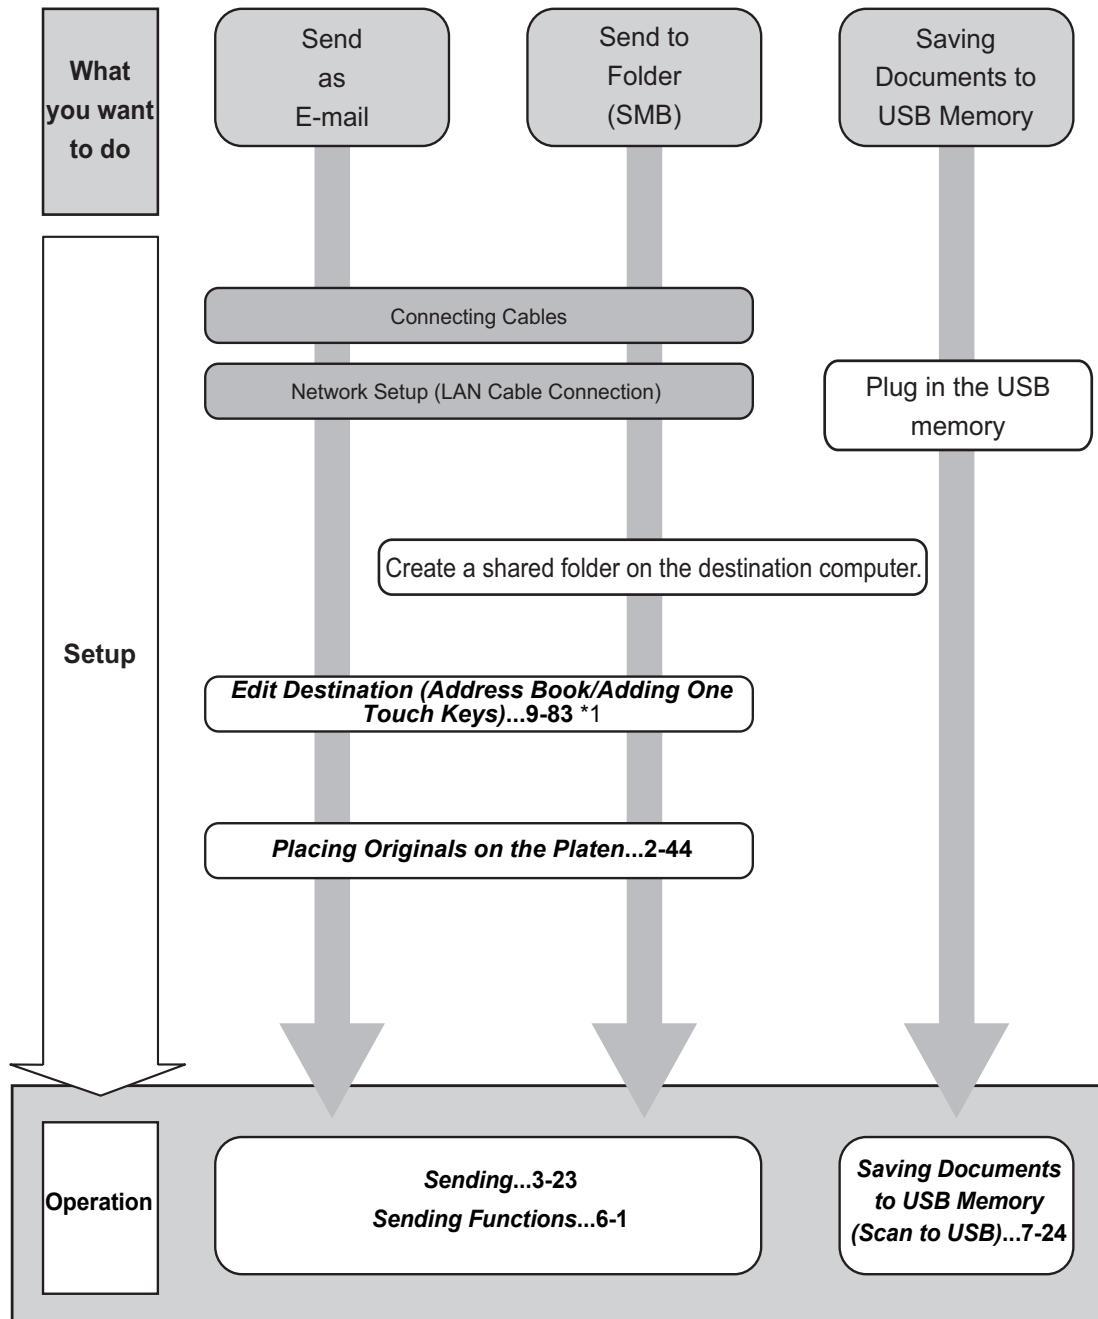 What
you want
to do
Send
as
E-mail
Send to
Folder
(SMB)
Saving
Documents to
USB Memory
Setup
Connecting Cables
Network Setup (LAN Cable Connection)
Plug in the USB
memory
Create a shared folder on the destination computer.
Edit Destination (Address Book/Adding One
Touch Keys)...9-83 *1
Placing Originals on the Platen...2-44
Operation
Sending...3-23
Sending Functions...6-1
Saving Documents
to USB Memory
(Scan to USB)...7-24